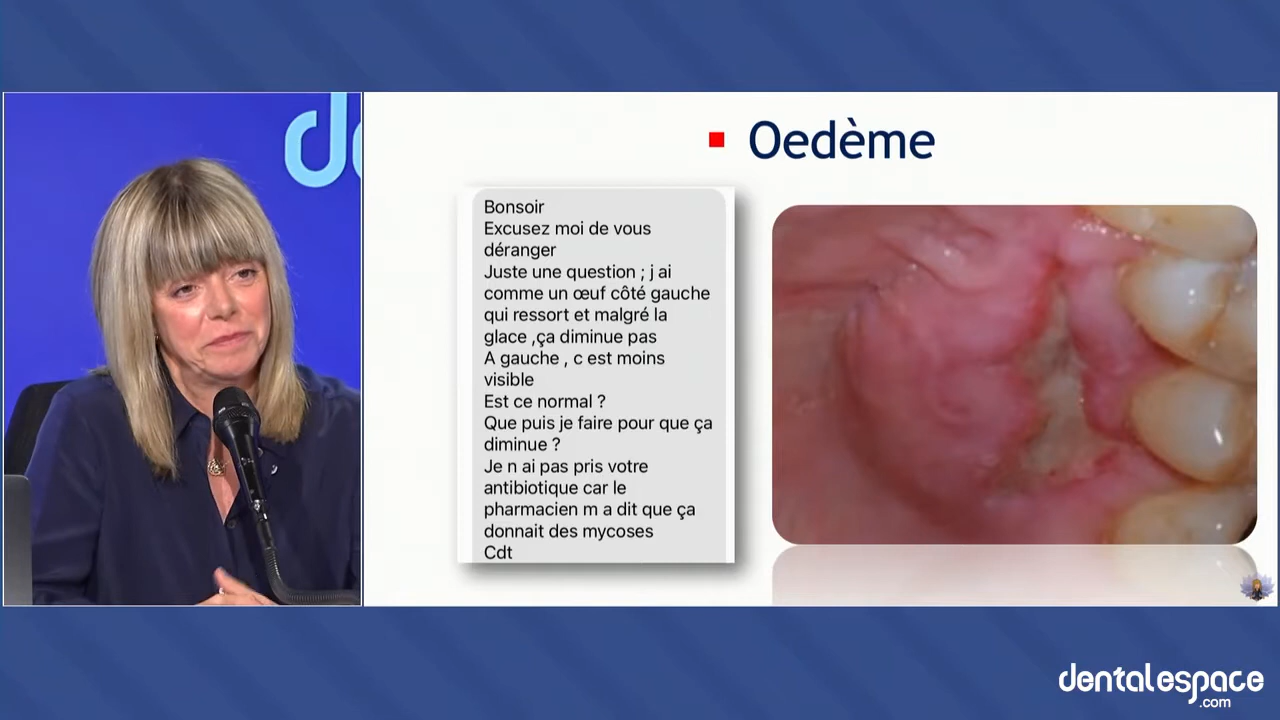 Oedème
Bonsoir
Excusez moi de vous
déranger
Juste une question ; j ai
comme un œuf côté gauche
qui ressort et malgré la
glace ,ça diminue pas
A gauche , c est moins
visible
Est ce normal ?
Que puis je faire pour que ça
diminue ?
Je n ai pas pris votre
antibiotique car le
pharmacien m a dit que ça
donnait des mycoses
Cdt
dentalespace
.com